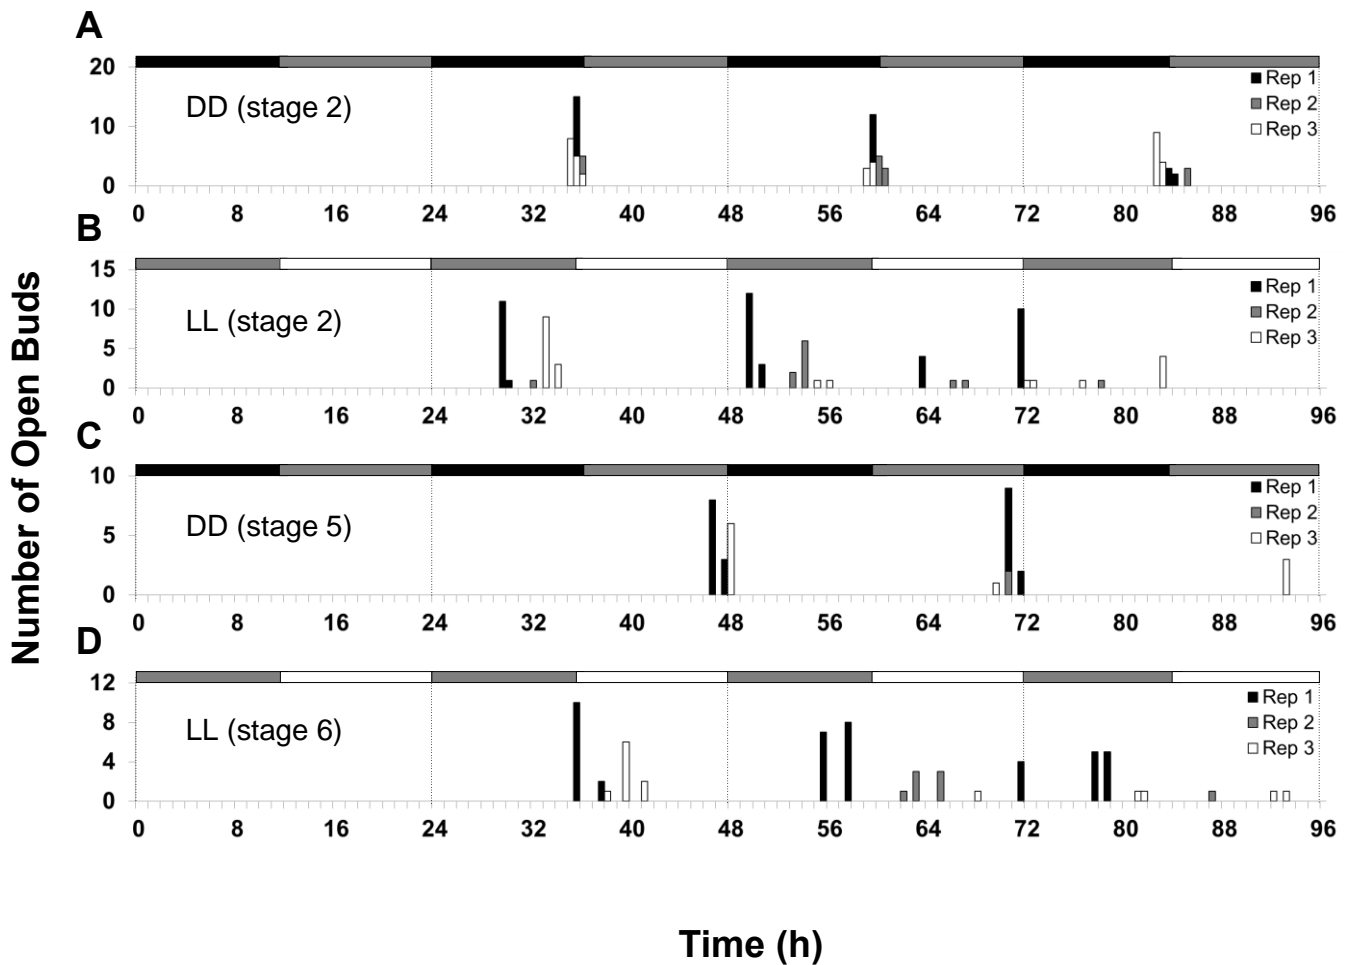 A
20
10
0
DD (stage 2)
Rep 1
Rep 2
Rep 3
0 8 16 24 32 40 48 56 64 72 80 88 96
B
15
10
5
0
LL (stage 2)
Rep 1
Rep 2
Rep 3
0 8 16 24 32 40 48 56 64 72 80 88 96
C
10
5
0
DD (stage 5)
Rep 1
Rep 2
Rep 3
0 8 16 24 32 40 48 56 64 72 80 88 96
D
12
8
4
0
LL (stage 6)
Rep 1
Rep 2
Rep 3
0 8 16 24 32 40 48 56 64 72 80 88 96
Number of Open Buds
Time (h)